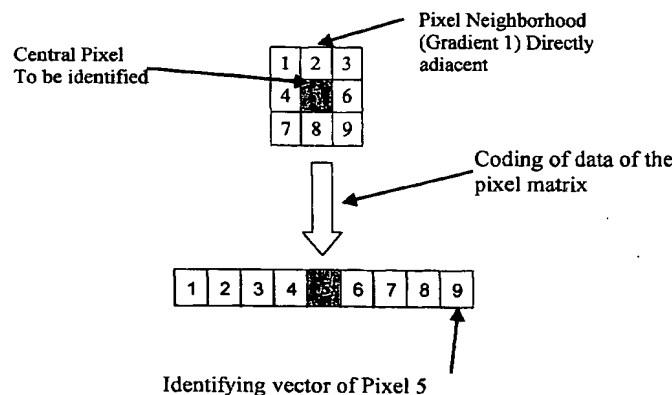 Pixel Neighborhood
(Gradient 1) Directly
adiacent
Central Pixel
To be identified
1 2 3
4 5 6
7 8 9
Coding of data of the
pixel matrix
1 2 3 4 5 6 7 8 9
Identifying vector of Pixel 5